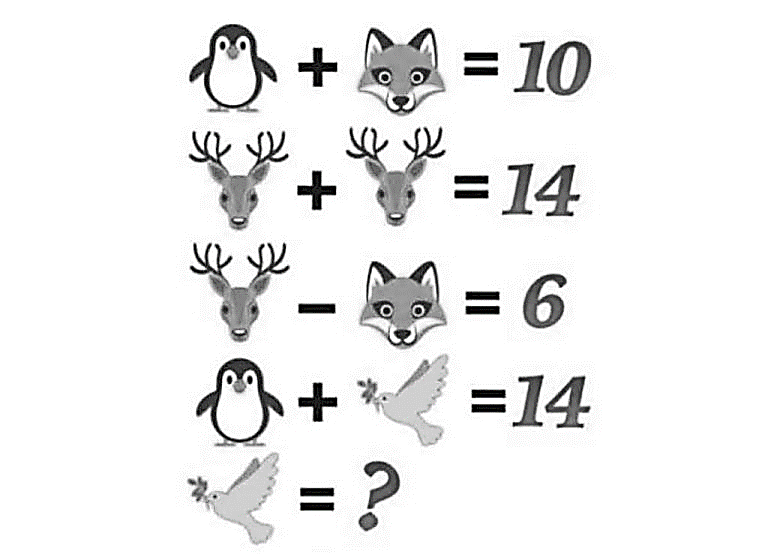 + = 10
+ = 14
- = 6
+ = 14
= ?